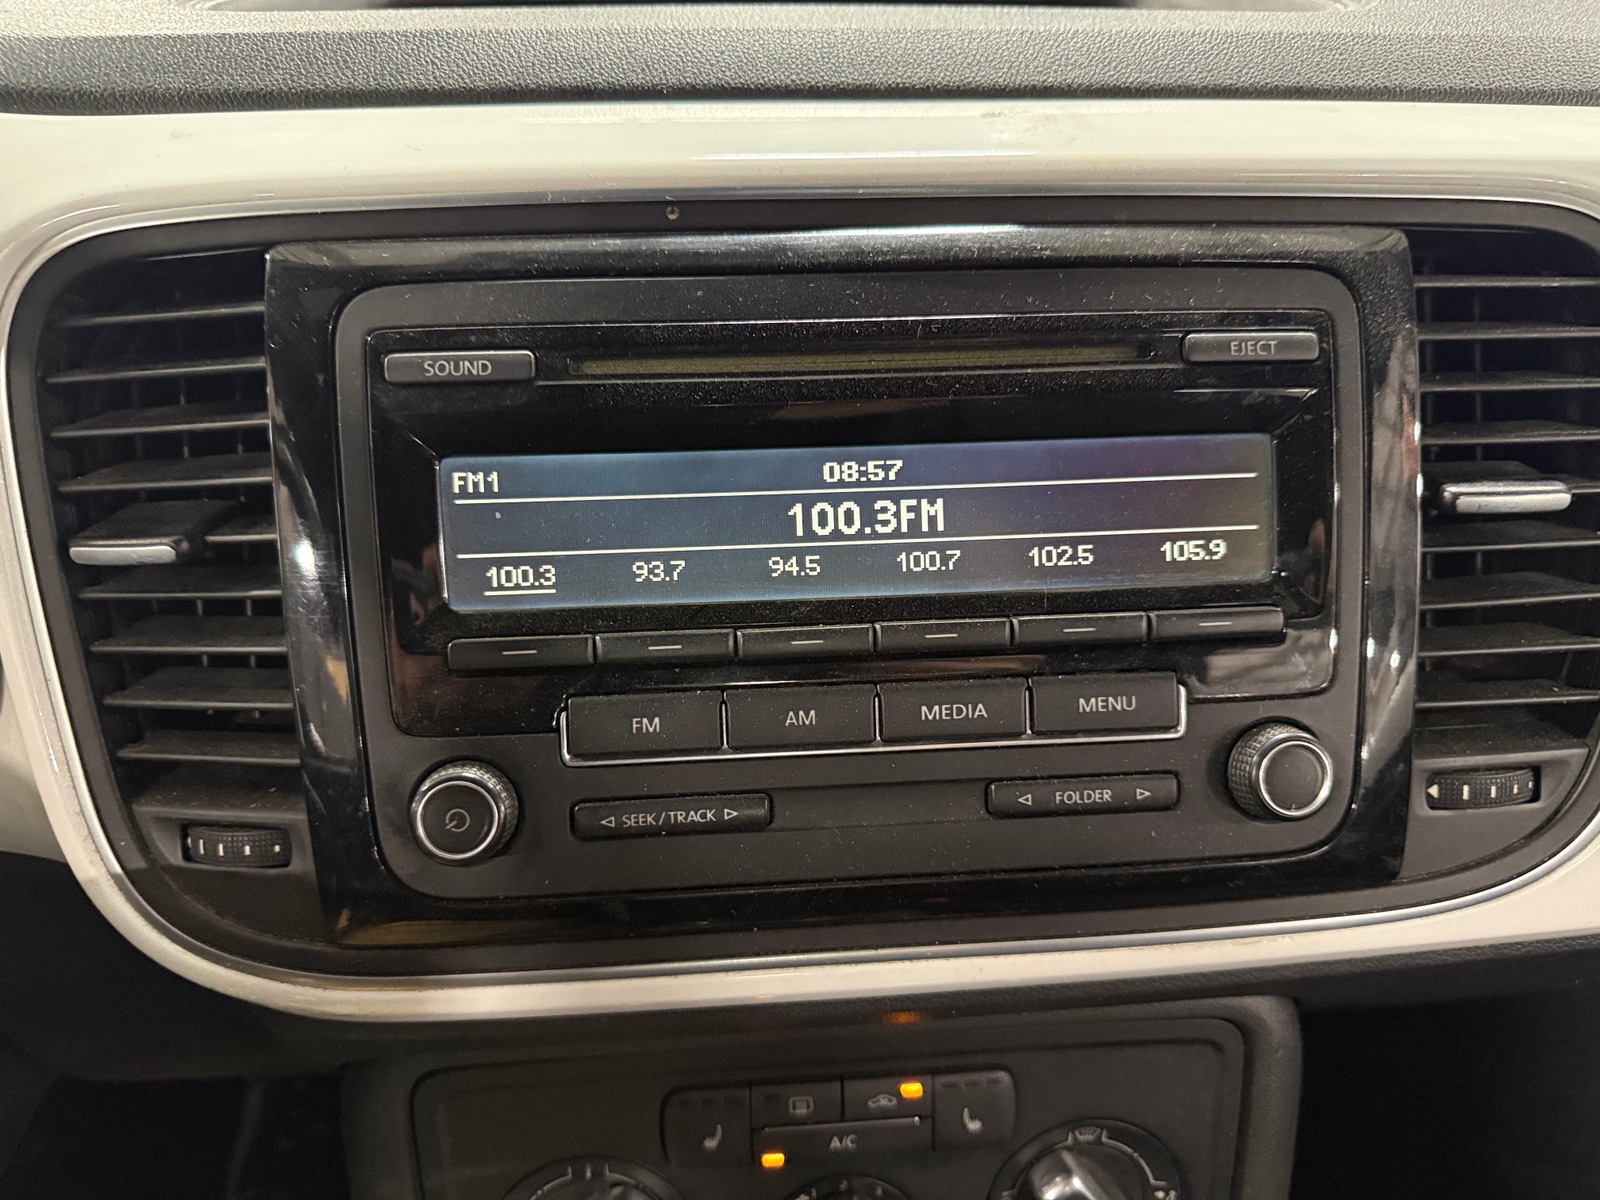 SOUND
EJECT
FM1 08:57
100.3FM
100.3 93.7 94.5 100.7 102.5 105.9
FM AM MEDIA MENU
SEEK/TRACK
FOLDER
A/C